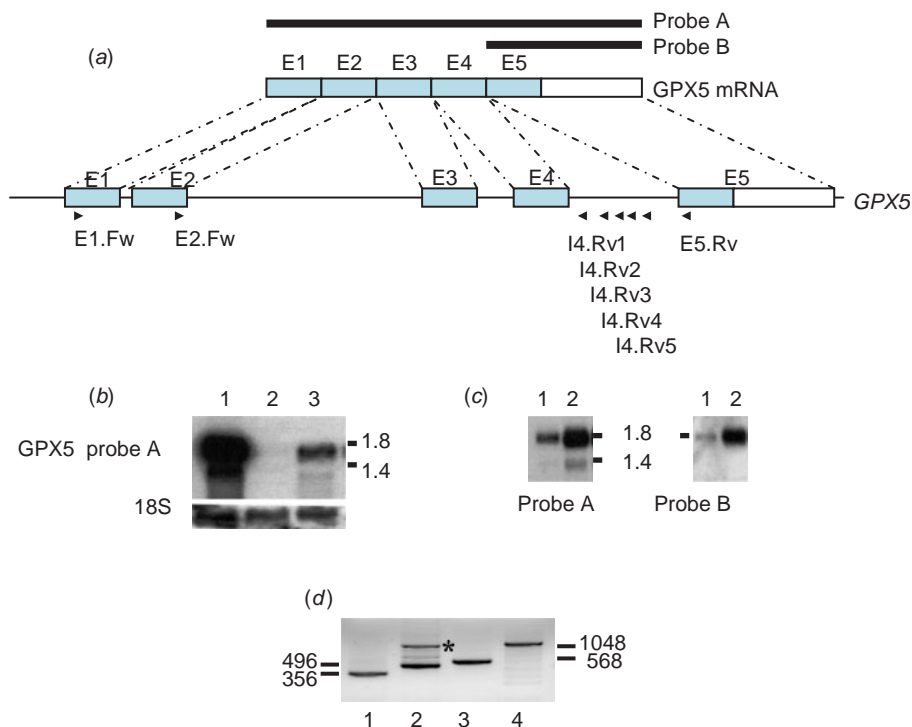 Probe A
Probe B
(a)
E1 E2 E3 E4 E5
GPX5 mRNA
E1 E2 E3 E4 E5
GPX5
E1.Fw E2.Fw I4.Rv1 E5.Rv
I4.Rv2
I4.Rv3
I4.Rv4
I4.Rv5
(b) 1 2 3
GPX5 probe A
1.8
1.4
18S
(c) 1 2 1 2
1.8
1.4
Probe A Probe B
(d)
*
496
356
1048
568
1 2 3 4